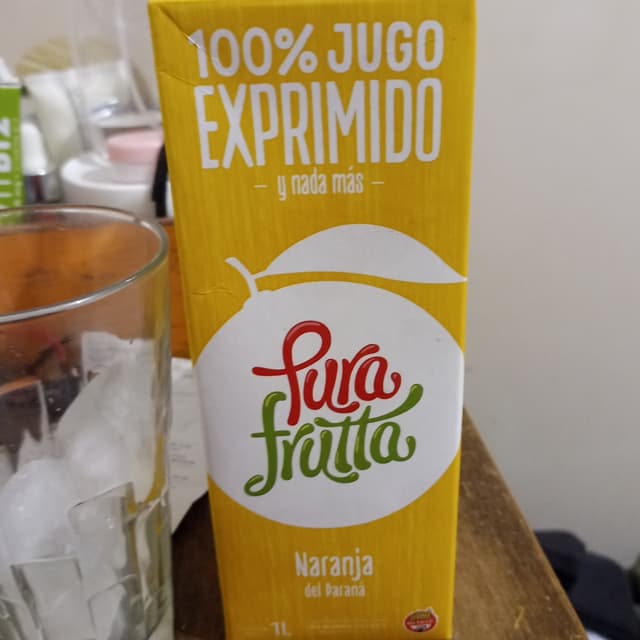 100% JUGO
EXPRIMIDO
– y nada más –
Pura
frutta
Naranja
del Paraná
1L